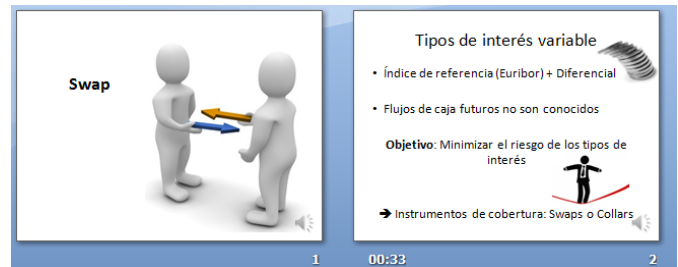 Swap
1
Tipos de interés variable
• Índice de referencia (Euribor) + Diferencial
• Flujos de caja futuros no son conocidos
Objetivo: Minimizar el riesgo de los tipos de
interés
➔ Instrumentos de cobertura: Swaps o Collars
00:33
2